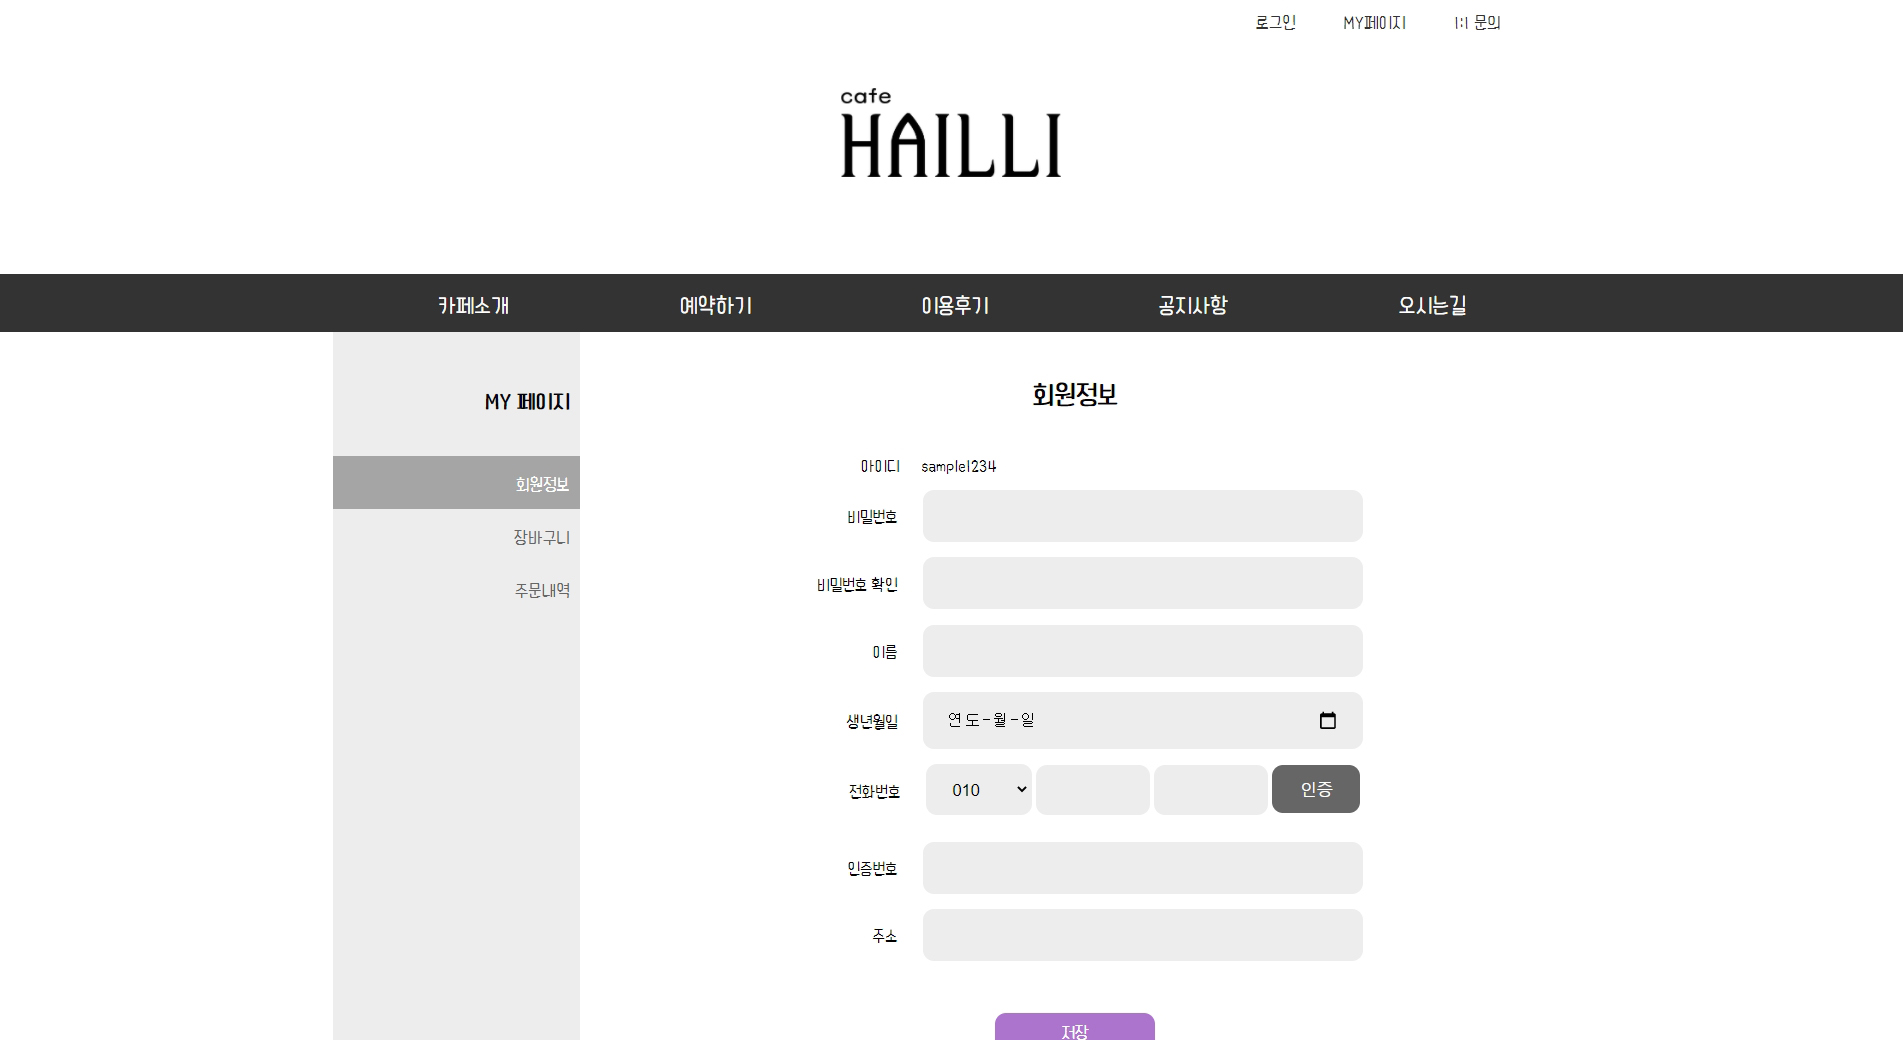 로그인 MY페이지 1:1 문의
cafe
HAILLI
카페소개 예약하기 이용후기 공지사항 오시는길
MY 페이지
회원정보
장바구니
주문내역
회원정보
아이디 sample1234
비밀번호
비밀번호 확인
이름
생년월일 연도-월-일
전화번호 010 인증
인증번호
주소
저장